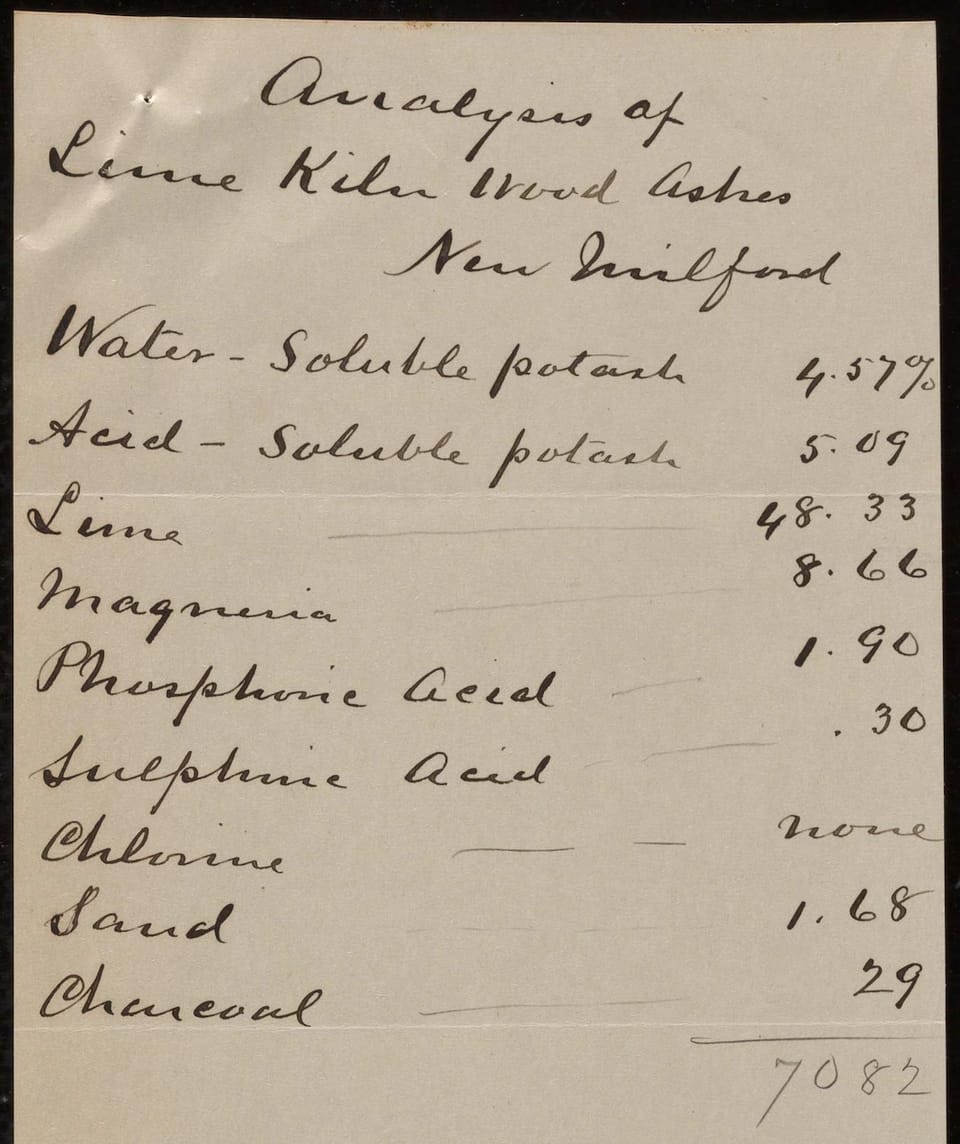 Analysis of
Lime Kiln Wood Ashes
New Milford
Water - Soluble potash 4.57%
Acid - Soluble potash 5.09
Lime 48.33
Magnesia 8.66
Phosphoric Acid 1.90
Sulphuric Acid .30
Chlorine none
Sand 1.68
Charcoal 29
7082